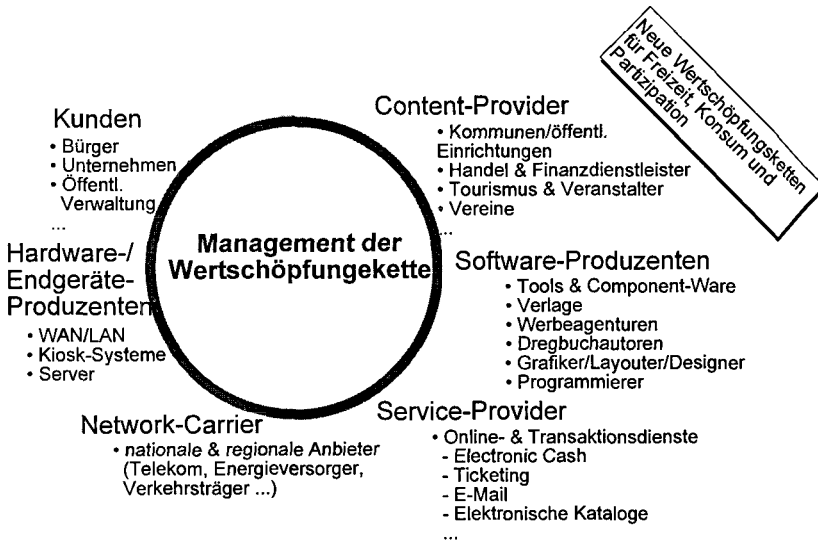 Neue Wertschöpfungsketten
für Freizeit, Konsum und
Partizipation
Kunden
• Bürger
• Unternehmen
• Öffentl.
Verwaltung
...
Content-Provider
• Kommunen/öffentl.
Einrichtungen
• Handel & Finanzdienstleister
• Tourismus & Veranstalter
• Vereine
...
Management der
Wertschöpfungekette
Hardware-/
Endgeräte-
Produzenten
• WAN/LAN
• Kiosk-Systeme
• Server
Software-Produzenten
• Tools & Component-Ware
• Verlage
• Werbeagenturen
• Dregbuchautoren
• Grafiker/Layouter/Designer
• Programmierer
Network-Carrier
• nationale & regionale Anbieter
(Telekom, Energieversorger,
Verkehrsträger ...)
Service-Provider
• Online- & Transaktionsdienste
- Electronic Cash
- Ticketing
- E-Mail
- Elektronische Kataloge
...